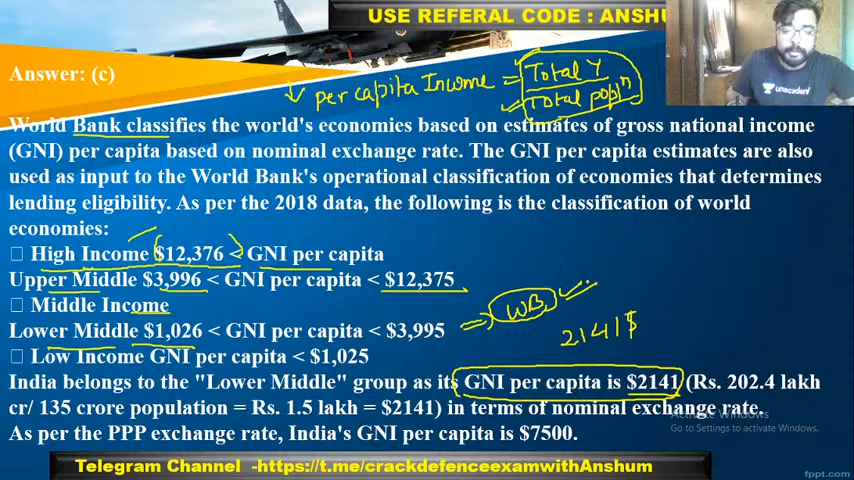 USE REFERAL CODE : ANSHU
Answer: (c)
↓ per capita Income = Total Y
Total popⁿ
World Bank classifies the world's economies based on estimates of gross national income
(GNI) per capita based on nominal exchange rate. The GNI per capita estimates are also
used as input to the World Bank's operational classification of economies that determines
lending eligibility. As per the 2018 data, the following is the classification of world
economies:
□ High Income $12,376 < GNI per capita
Upper Middle $3,996 < GNI per capita < $12,375
□ Middle Income
Lower Middle $1,026 < GNI per capita < $3,995
□ Low Income GNI per capita < $1,025
WB
2141$
India belongs to the "Lower Middle" group as its GNI per capita is $2141 (Rs. 202.4 lakh
cr/ 135 crore population = Rs. 1.5 lakh = $2141) in terms of nominal exchange rate.
As per the PPP exchange rate, India's GNI per capita is $7500.
Activate Windows
Go to Settings to activate Windows.
Telegram Channel -https://t.me/crackdefenceexamwithAnshum
unacademy
fppt.com